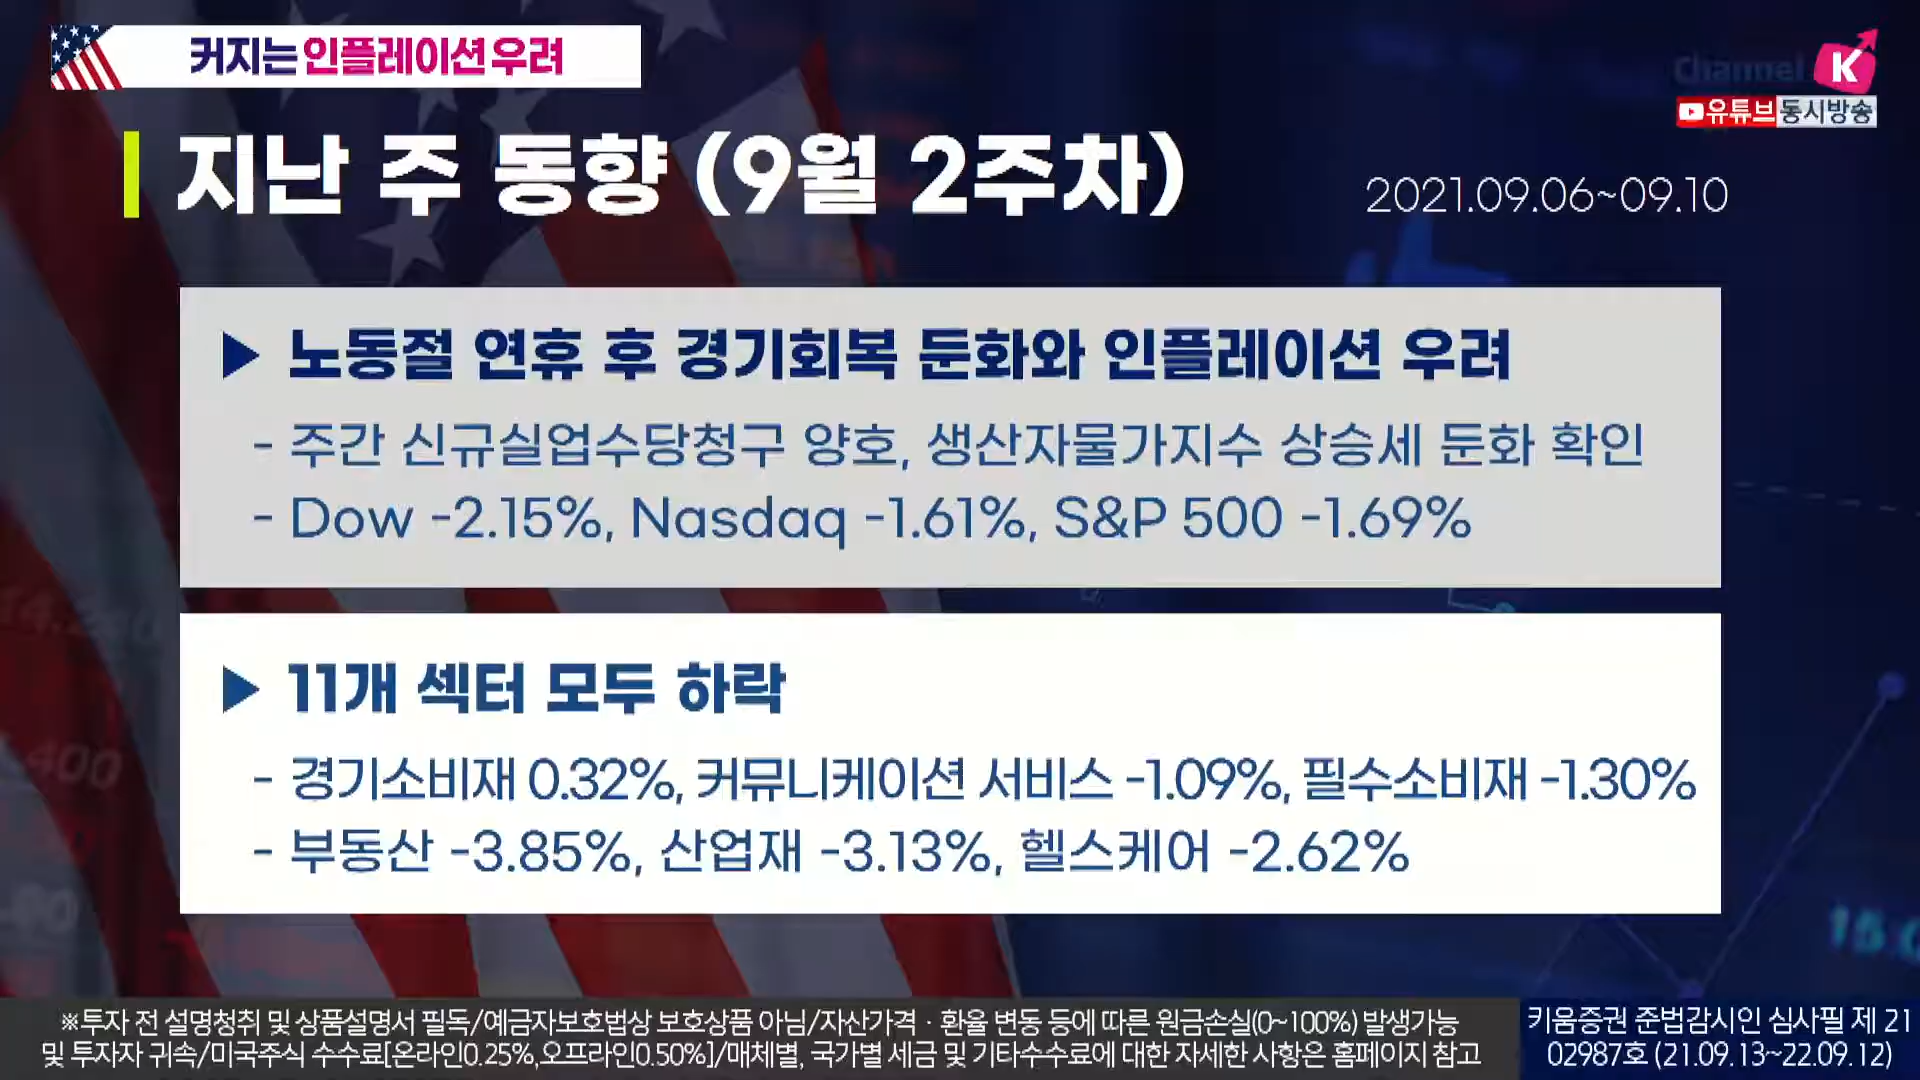 커지는 인플레이션 우려
Channel K
유튜브 동시방송
지난 주 동향 (9월 2주차)
2021.09.06~09.10
▶ 노동절 연휴 후 경기회복 둔화와 인플레이션 우려
- 주간 신규실업수당청구 양호, 생산자물가지수 상승세 둔화 확인
- Dow -2.15%, Nasdaq -1.61%, S&P 500 -1.69%
▶ 11개 섹터 모두 하락
- 경기소비재 0.32%, 커뮤니케이션 서비스 -1.09%, 필수소비재 -1.30%
- 부동산 -3.85%, 산업재 -3.13%, 헬스케어 -2.62%
※투자 전 설명청취 및 상품설명서 필독/예금자보호법상 보호상품 아님/자산가격 · 환율 변동 등에 따른 원금손실(0~100%) 발생가능
및 투자자 귀속/미국주식 수수료[온라인0.25%,오프라인0.50%]/매체별, 국가별 세금 및 기타수수료에 대한 자세한 사항은 홈페이지 참고
키움증권 준법감시인 심사필 제 21
02987호 (21.09.13~22.09.12)